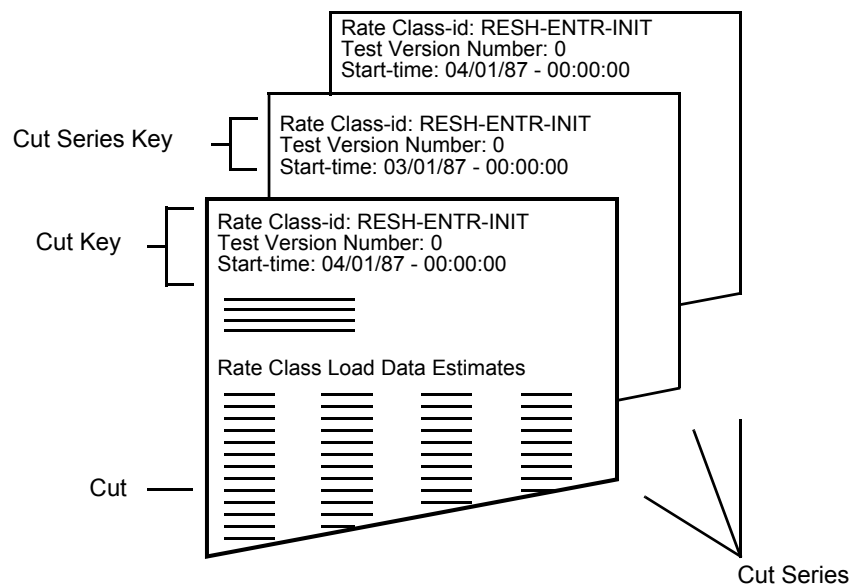 Rate Class-id: RESH-ENTR-INIT
Test Version Number: 0
Start-time: 04/01/87 - 00:00:00
Cut Series Key
Rate Class-id: RESH-ENTR-INIT
Test Version Number: 0
Start-time: 03/01/87 - 00:00:00
Cut Key
Rate Class-id: RESH-ENTR-INIT
Test Version Number: 0
Start-time: 04/01/87 - 00:00:00
Rate Class Load Data Estimates
Cut
Cut Series